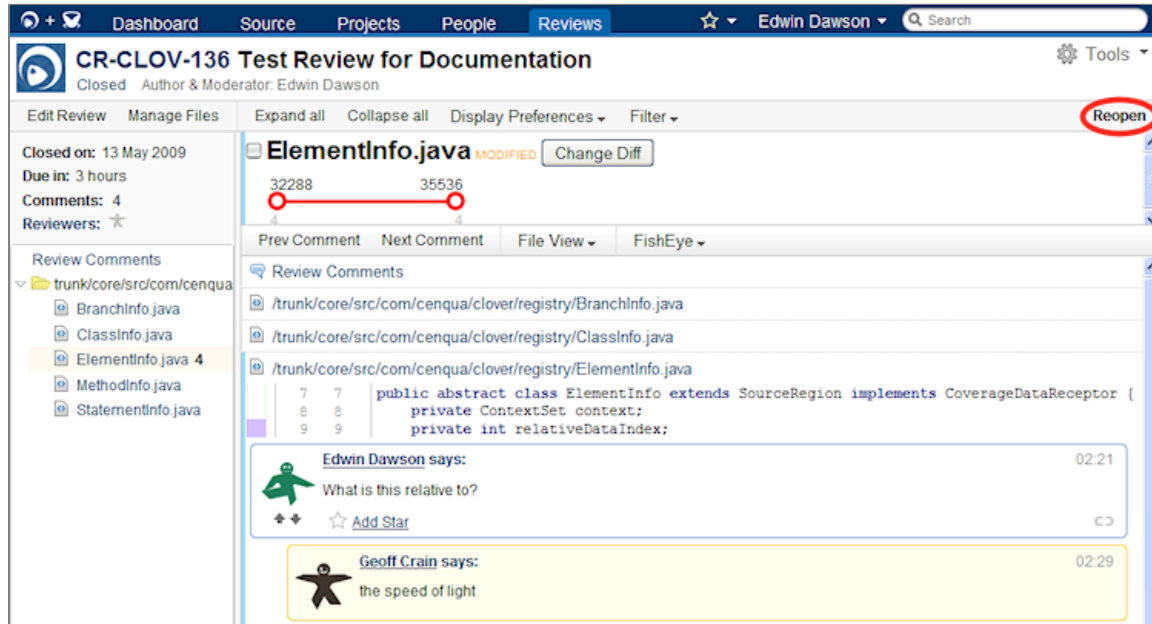 + Dashboard Source Projects People Reviews Edwin Dawson Search
CR-CLOV-136 Test Review for Documentation
Tools
Closed Author & Moderator: Edwin Dawson
Edit Review Manage Files Expand all Collapse all Display Preferences Filter Reopen
Closed on: 13 May 2009
Due in: 3 hours
Comments: 4
Reviewers:
Review Comments
trunk/core/src/com/cenqua
BranchInfo.java
ClassInfo.java
ElementInfo.java 4
MethodInfo.java
StatementInfo.java
ElementInfo.java MODIFIED Change Diff
32288 35536
4 4
Prev Comment Next Comment File View FishEye
Review Comments
/trunk/core/src/com/cenqua/clover/registry/BranchInfo.java
/trunk/core/src/com/cenqua/clover/registry/ClassInfo.java
/trunk/core/src/com/cenqua/clover/registry/ElementInfo.java
7 7 public abstract class ElementInfo extends SourceRegion implements CoverageDataReceptor {
8 8 private ContextSet context;
9 9 private int relativeDataIndex;
Edwin Dawson says: 02:21
What is this relative to?
Add Star
Geoff Crain says: 02:29
the speed of light